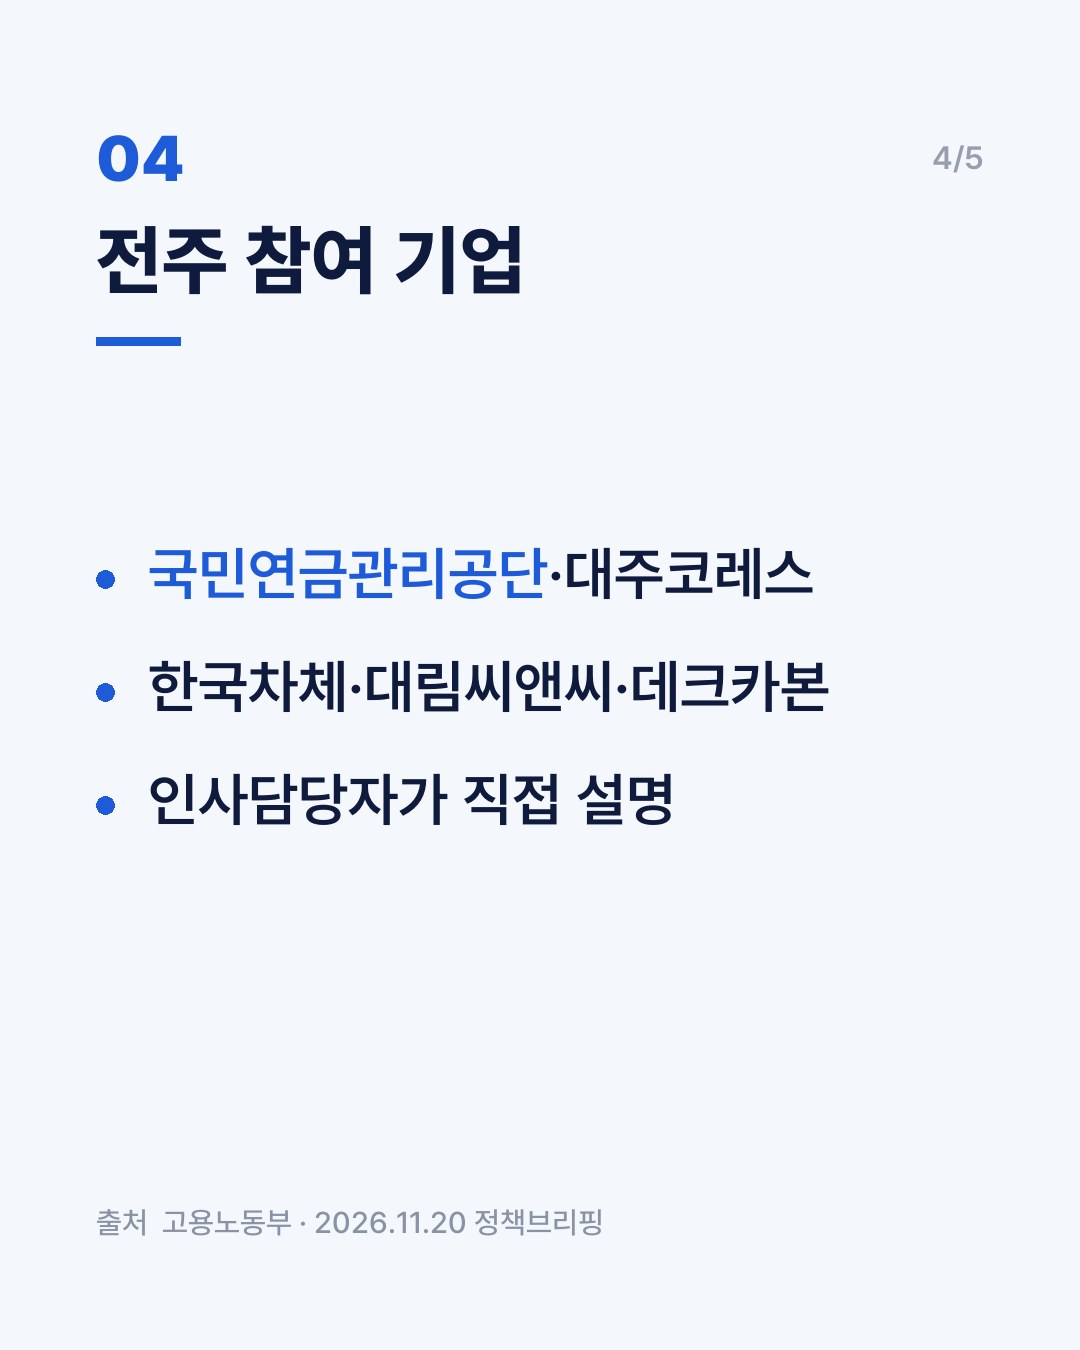 04
4/5
전주 참여 기업
국민연금관리공단·대주코레스
한국차체·대림씨앤씨·데크카본
인사담당자가 직접 설명
출처 고용노동부 · 2026.11.20 정책브리핑